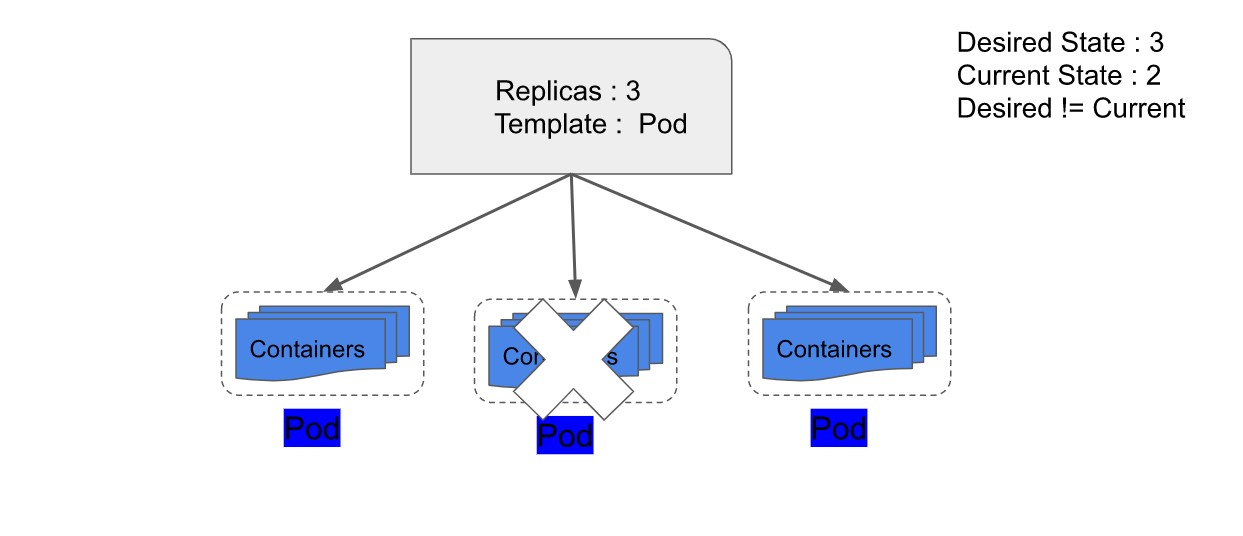 Desired State : 3
Current State : 2
Desired != Current
Replicas : 3
Template :  Pod
Containers
Containers
Pod
Pod
Pod